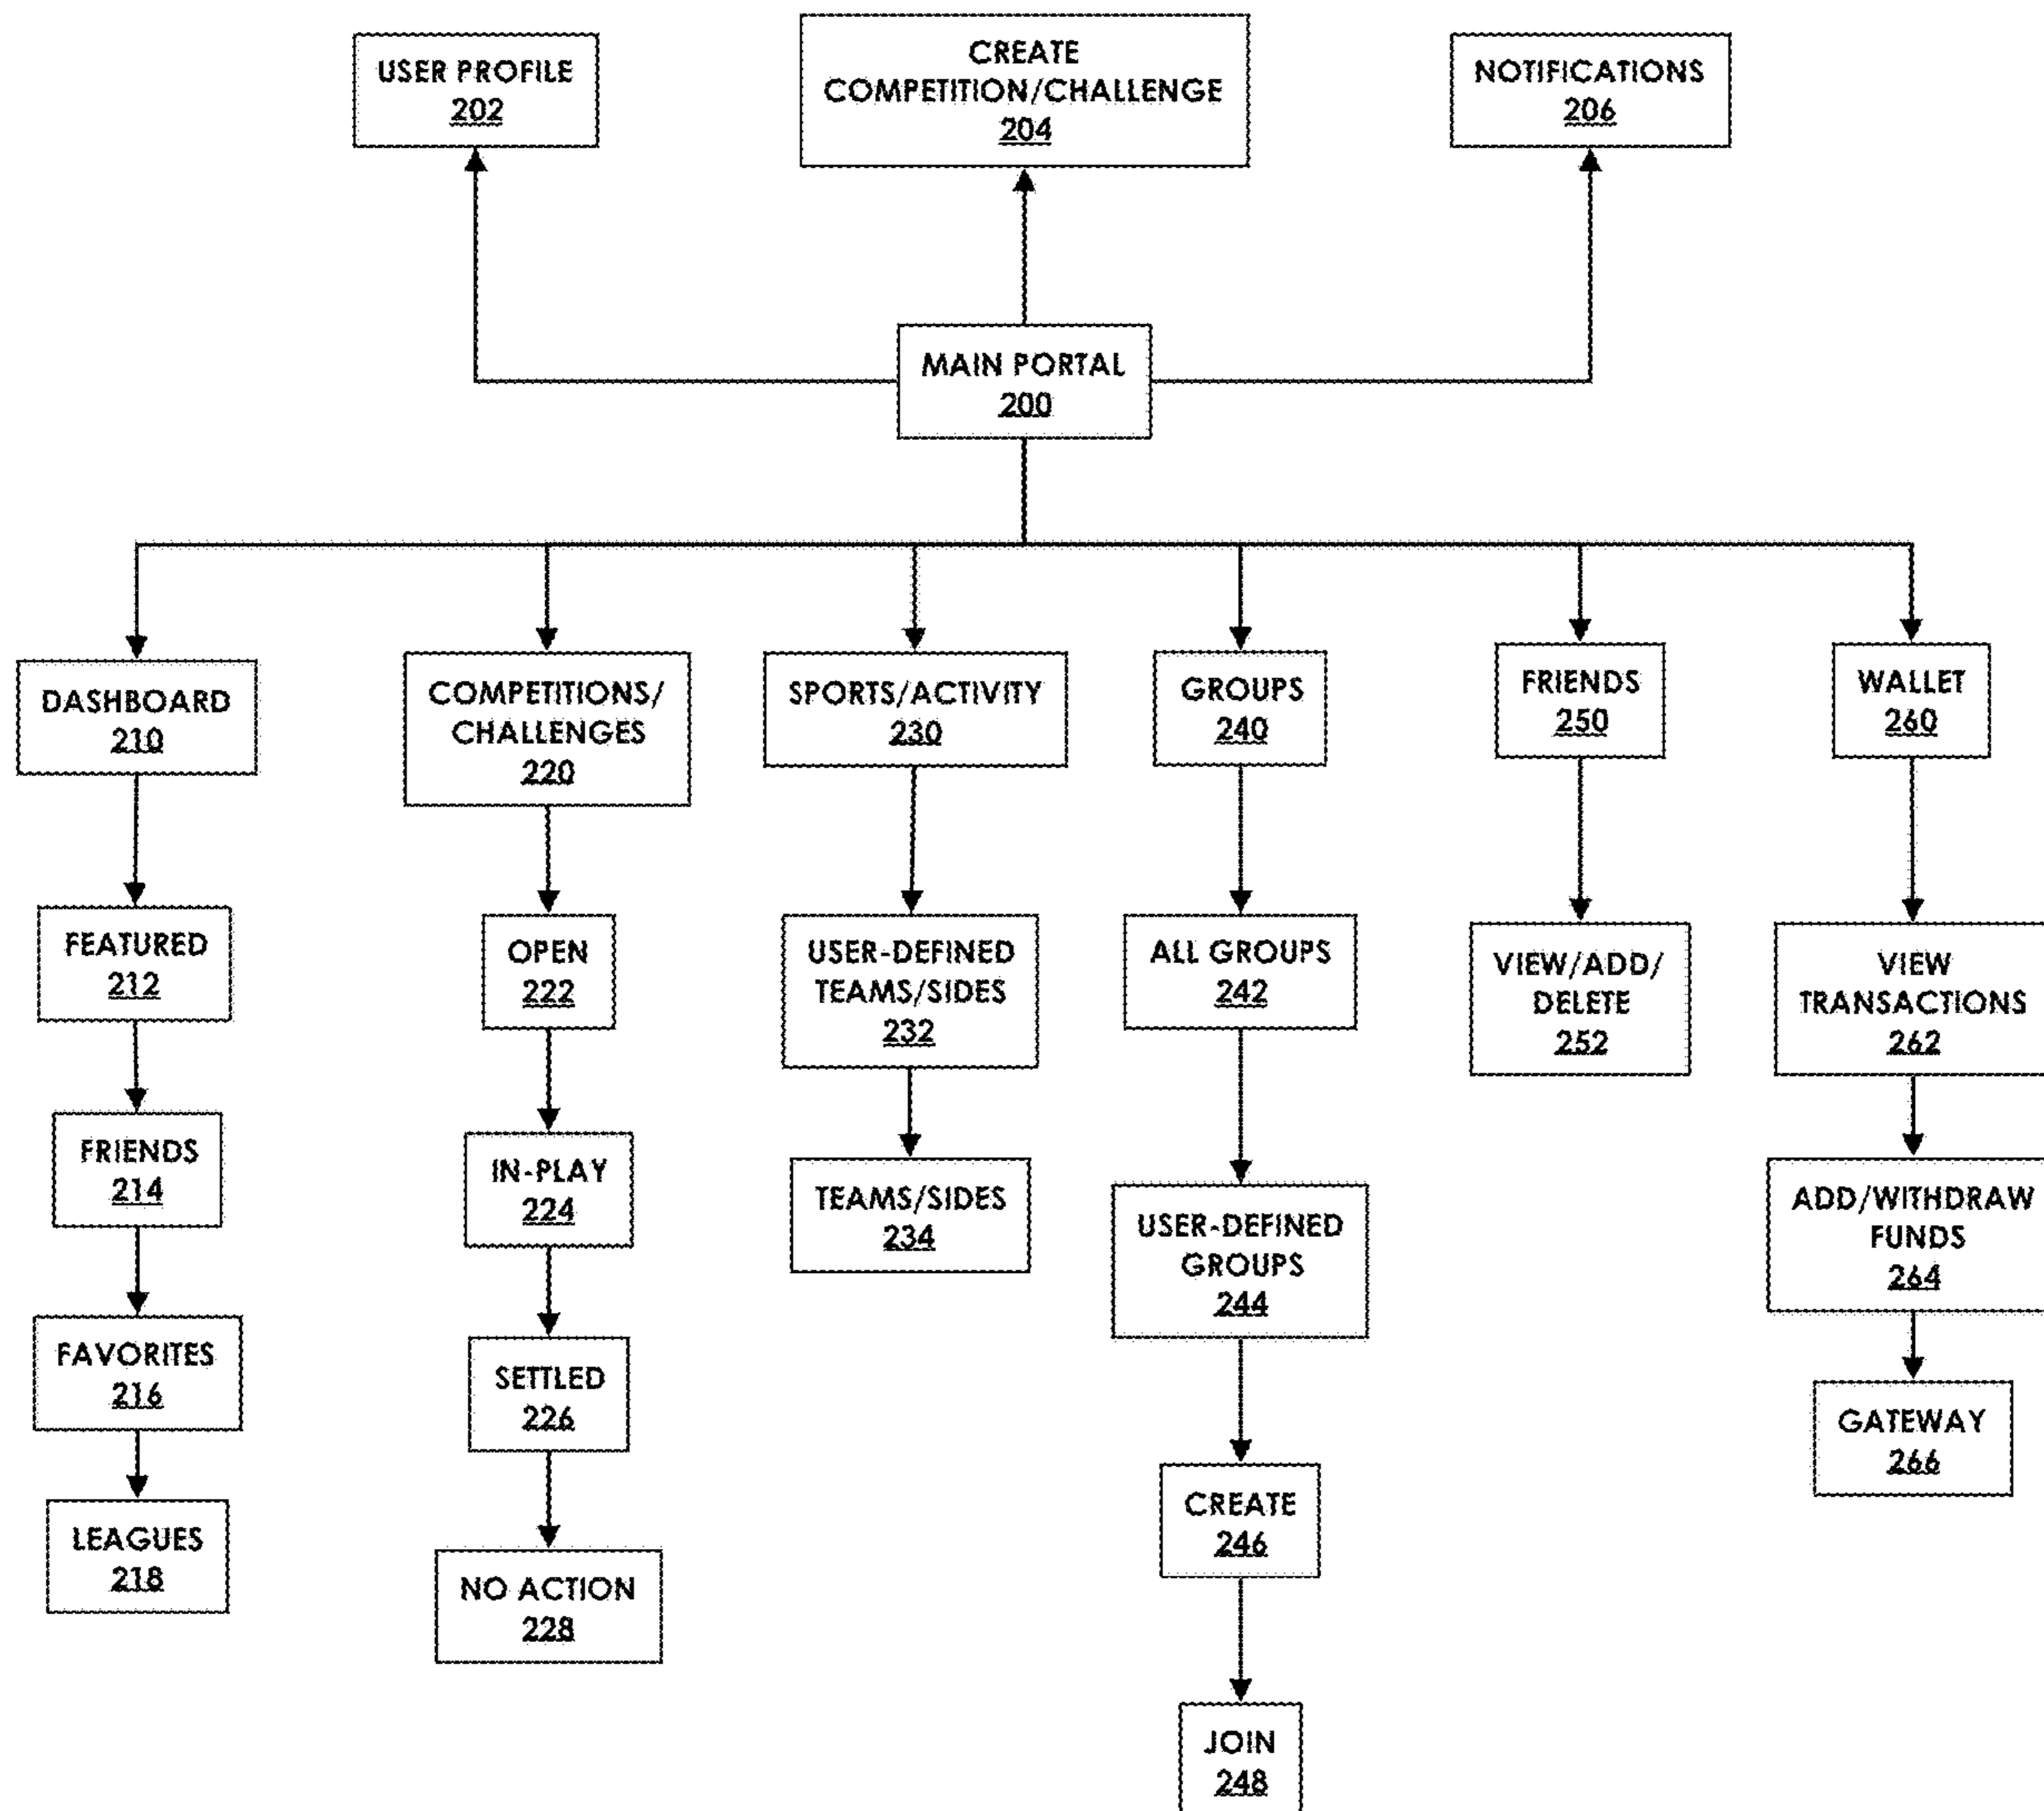 USER PROFILE
202
CREATE
COMPETITION/CHALLENGE
204
NOTIFICATIONS
206
MAIN PORTAL
200
DASHBOARD
210
COMPETITIONS/
CHALLENGES
220
SPORTS/ACTIVITY
230
GROUPS
240
FRIENDS
250
WALLET
260
FEATURED
212
OPEN
222
USER-DEFINED
TEAMS/SIDES
232
ALL GROUPS
242
VIEW/ADD/
DELETE
252
VIEW
TRANSACTIONS
262
FRIENDS
214
IN-PLAY
224
TEAMS/SIDES
234
USER-DEFINED
GROUPS
244
ADD/WITHDRAW
FUNDS
264
FAVORITES
216
SETTLED
226
GATEWAY
266
LEAGUES
218
NO ACTION
228
CREATE
246
JOIN
248